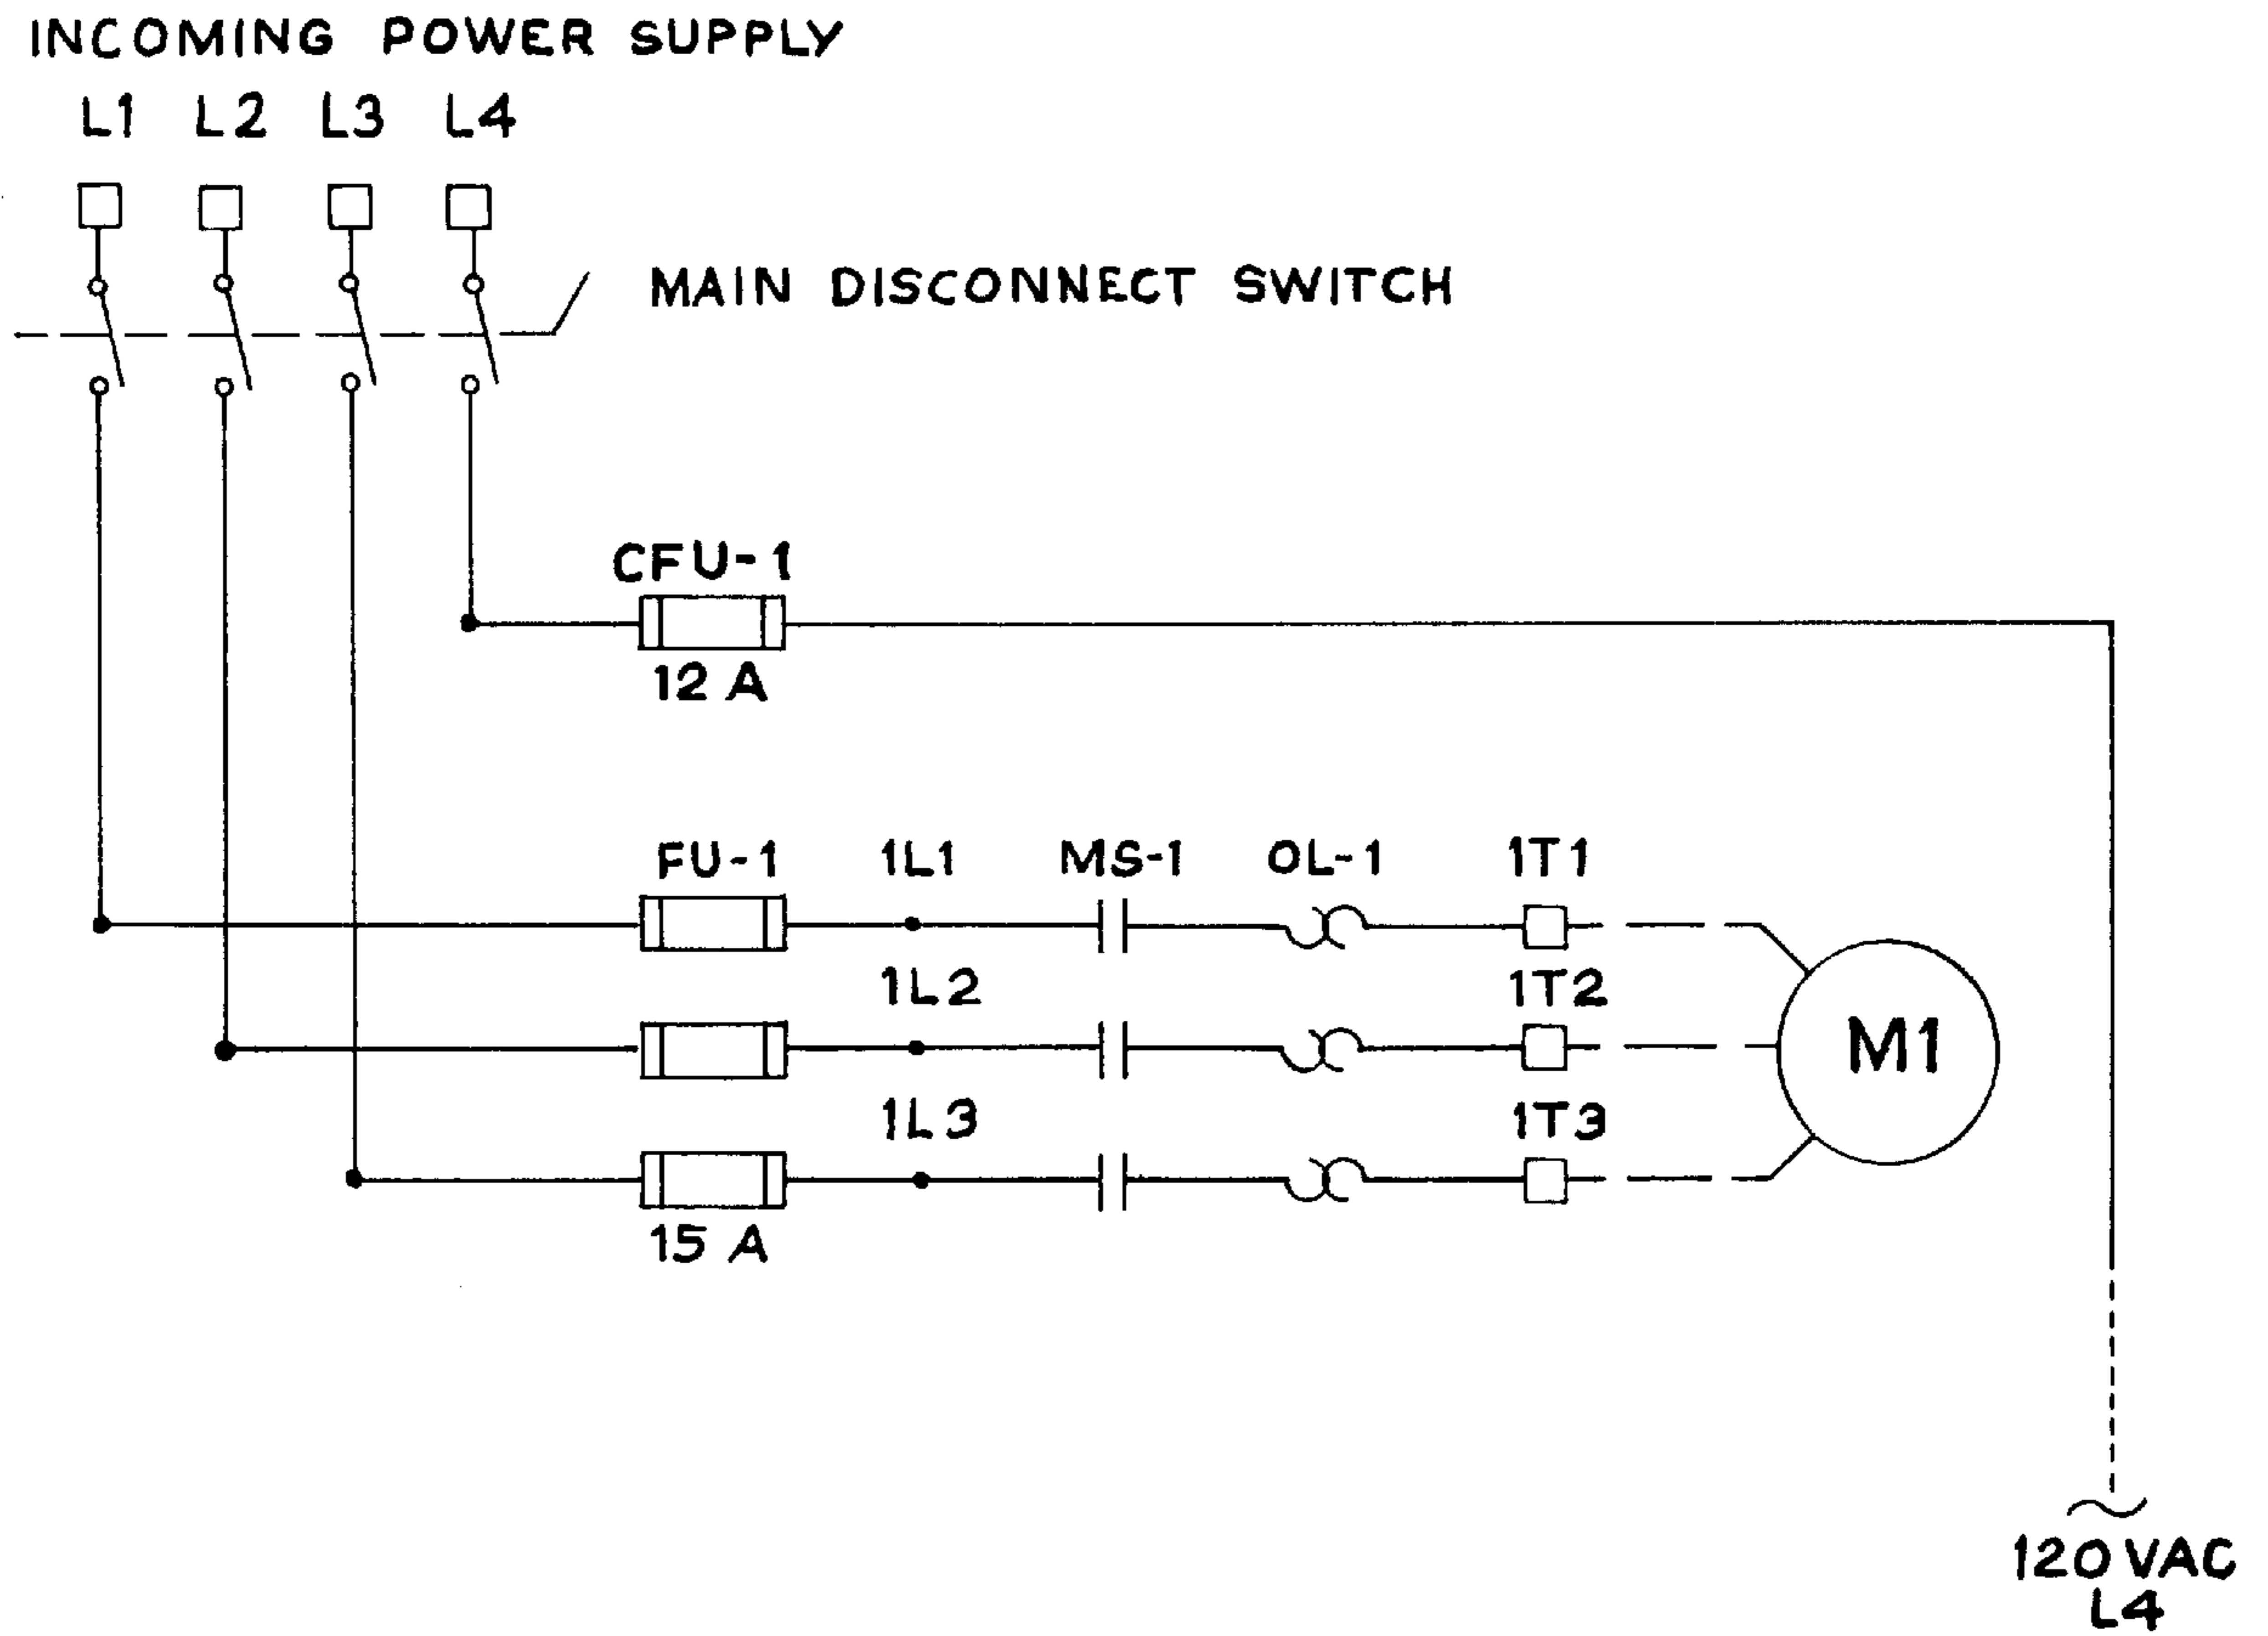 INCOMING POWER SUPPLY
L1 L2 L3 L4
MAIN DISCONNECT SWITCH
CFU-1
12 A
FU-1 1L1 MS-1 OL-1 1T1
1L2 1T2
M1
1L3 1T3
15 A
120 VAC
L4